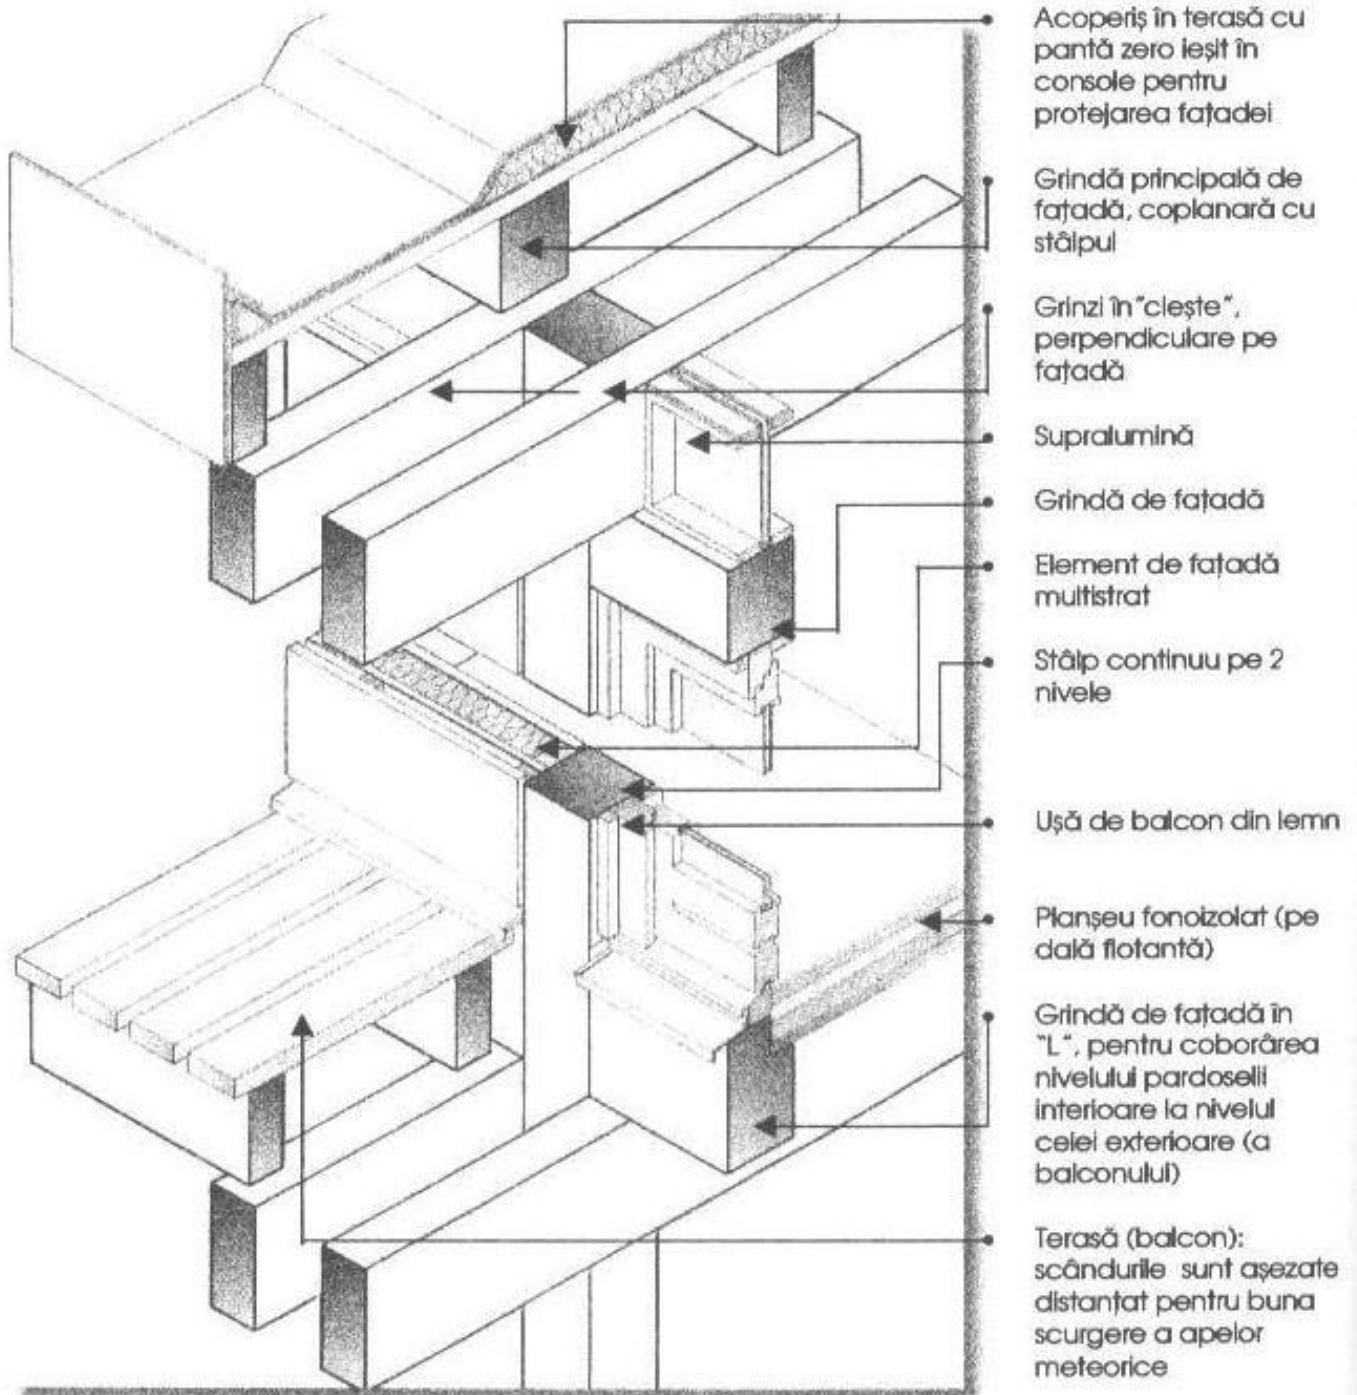 Acoperiș în terasă cu
pantă zero ieșit în
console pentru
protejarea fațadei
Grindă principală de
fațadă, coplanară cu
stâlpul
Grinzi în "clește",
perpendiculare pe
fațadă
Supralumină
Grindă de fațadă
Element de fațadă
multistrat
Stâlp continuu pe 2
nivele
Ușă de balcon din lemn
Planșeu fonoizolat (pe
dală flotantă)
Grindă de fațadă în
"L", pentru coborârea
nivelului pardoselii
interioare la nivelul
celei exterioare (a
balconului)
Terasă (balcon):
scândurile sunt așezate
distanțat pentru buna
scurgere a apelor
meteorice